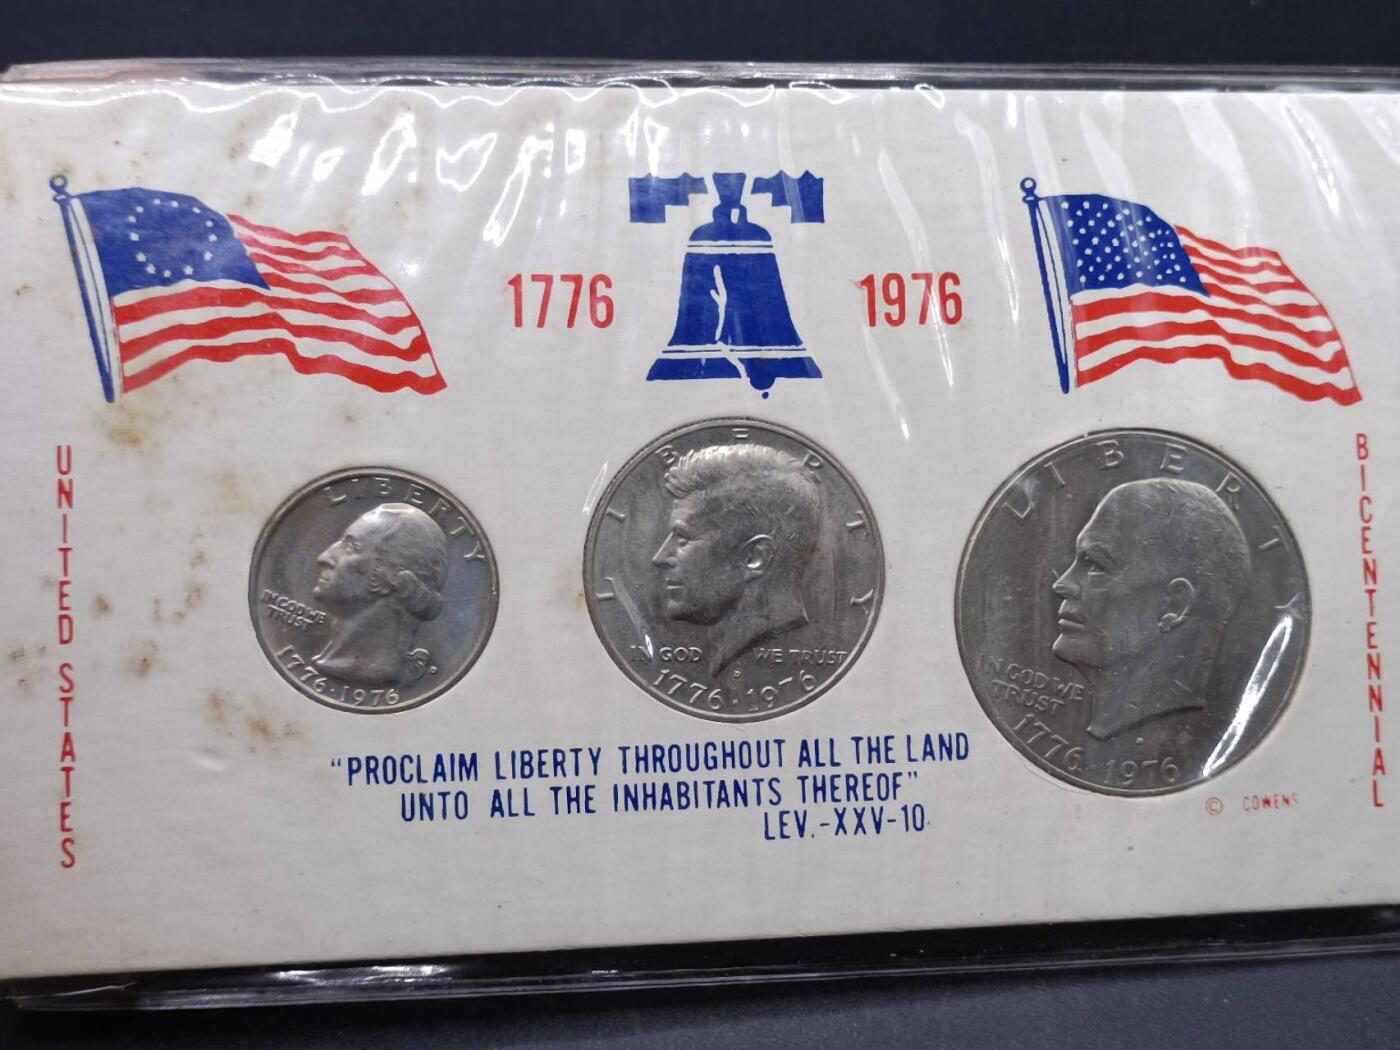 1776
1976
UNITED STATES
BICENTENNIAL
LIBERTY
IN GOD WE
TRUST
D
1776·1976
LIBERTY
IN GOD WE TRUST
D
1776·1976
LIBERTY
IN GOD WE
TRUST
1776·1976
"PROCLAIM LIBERTY THROUGHOUT ALL THE LAND
UNTO ALL THE INHABITANTS THEREOF"
LEV.-XXV-10
© COWENS